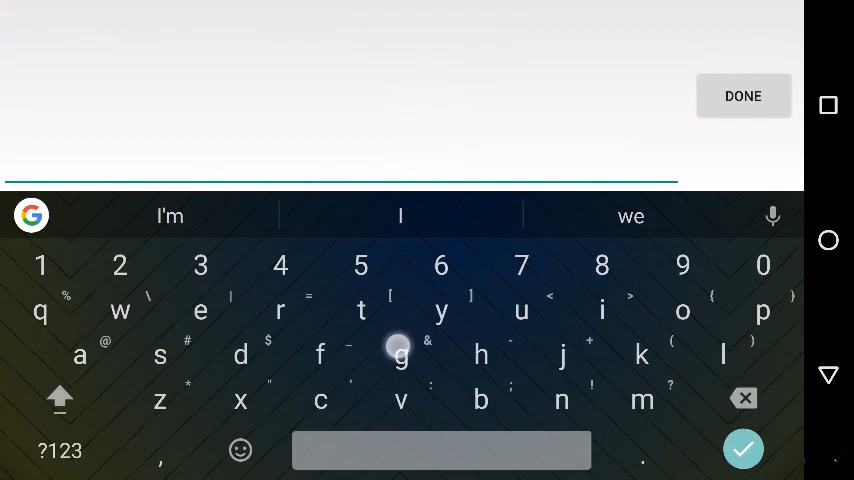 DONE
G I'm I we
1 2 3 4 5 6 7 8 9 0
q % w \ e | r = t [ y ] u < i > o { p }
a @ s # d $ f _ g & h - j + k ( l )
z * x " c ' v : b ; n ! m ?
?123 , .